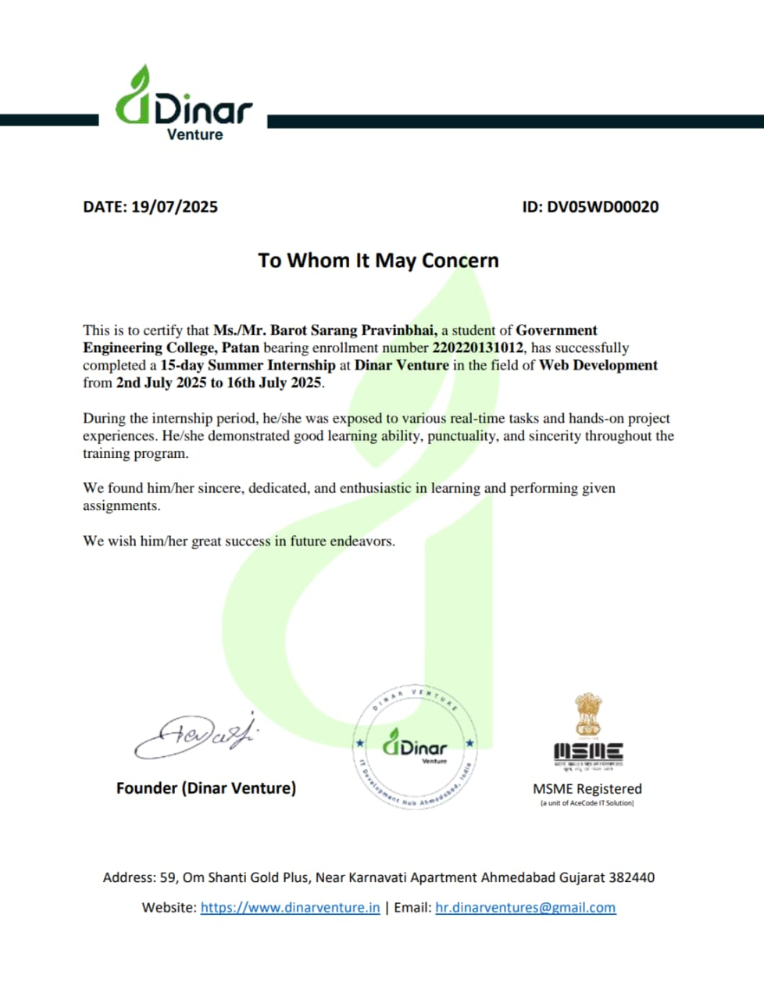 Dinar
Venture
DATE: 19/07/2025
ID: DV05WD00020
To Whom It May Concern
This is to certify that Ms./Mr. Barot Sarang Pravinbhai, a student of Government
Engineering College, Patan bearing enrollment number 220220131012, has successfully
completed a 15-day Summer Internship at Dinar Venture in the field of Web Development
from 2nd July 2025 to 16th July 2025.
During the internship period, he/she was exposed to various real-time tasks and hands-on project
experiences. He/she demonstrated good learning ability, punctuality, and sincerity throughout the
training program.
We found him/her sincere, dedicated, and enthusiastic in learning and performing given
assignments.
We wish him/her great success in future endeavors.
Founder (Dinar Venture)
DINAR VENTURE
Dinar
Venture
IT Development Hub Ahmedabad, India
MSME
MSME Registered
(a unit of AceCode IT Solution)
Address: 59, Om Shanti Gold Plus, Near Karnavati Apartment Ahmedabad Gujarat 382440
Website: https://www.dinarventure.in | Email: hr.dinarventures@gmail.com